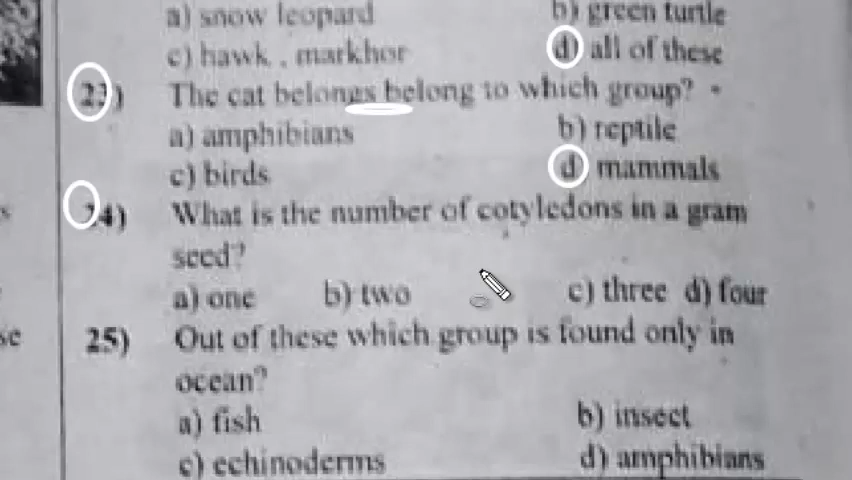 a) snow leopard b) green turtle
c) hawk , markhor d) all of these
23) The cat belongs belong to which group?
a) amphibians b) reptile
c) birds d) mammals
24) What is the number of cotyledons in a gram
seed?
a) one b) two c) three d) four
25) Out of these which group is found only in
ocean?
a) fish b) insect
c) echinoderms d) amphibians